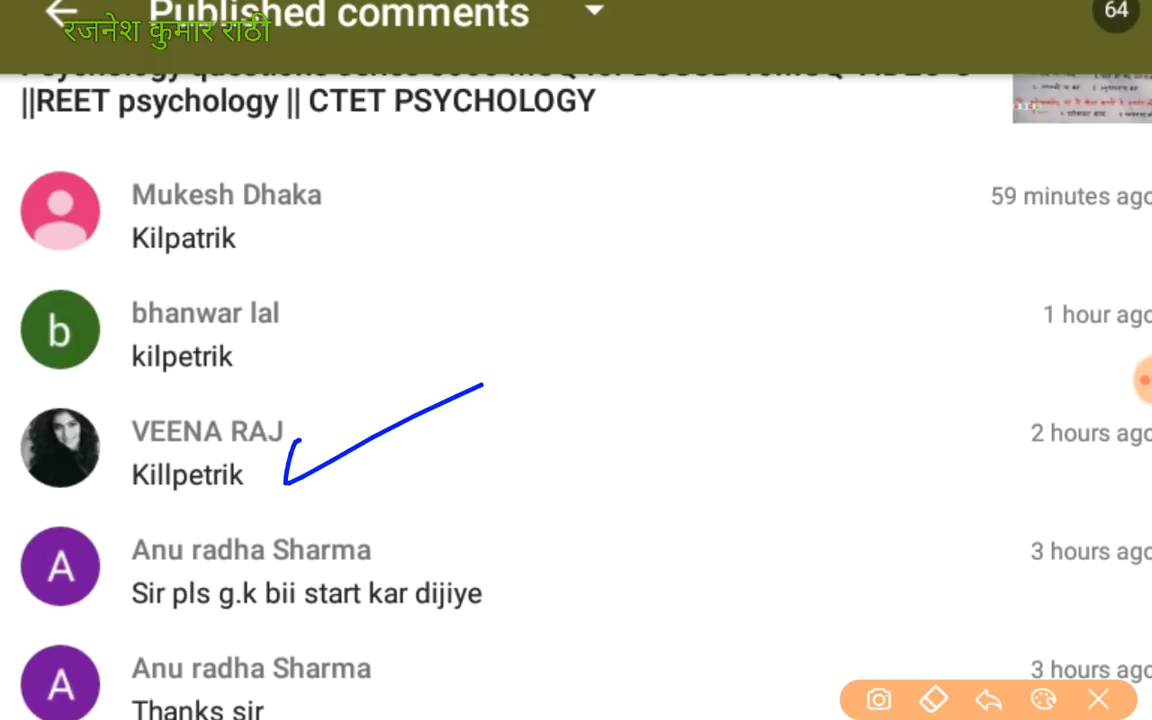 Published comments
64
रजनेश कुमार राठी
||REET psychology || CTET PSYCHOLOGY
Mukesh Dhaka
59 minutes ago
Kilpatrik
b
bhanwar lal
1 hour ago
kilpetrik
VEENA RAJ
2 hours ago
Killpetrik
A
Anu radha Sharma
3 hours ago
Sir pls g.k bii start kar dijiye
A
Anu radha Sharma
3 hours ago
Thanks sir